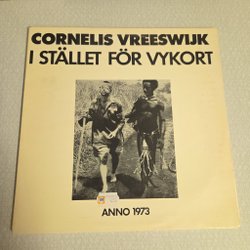 CORNELIS VREESWIJK
I STÄLLET FÖR VYKORT
ANNO 1973